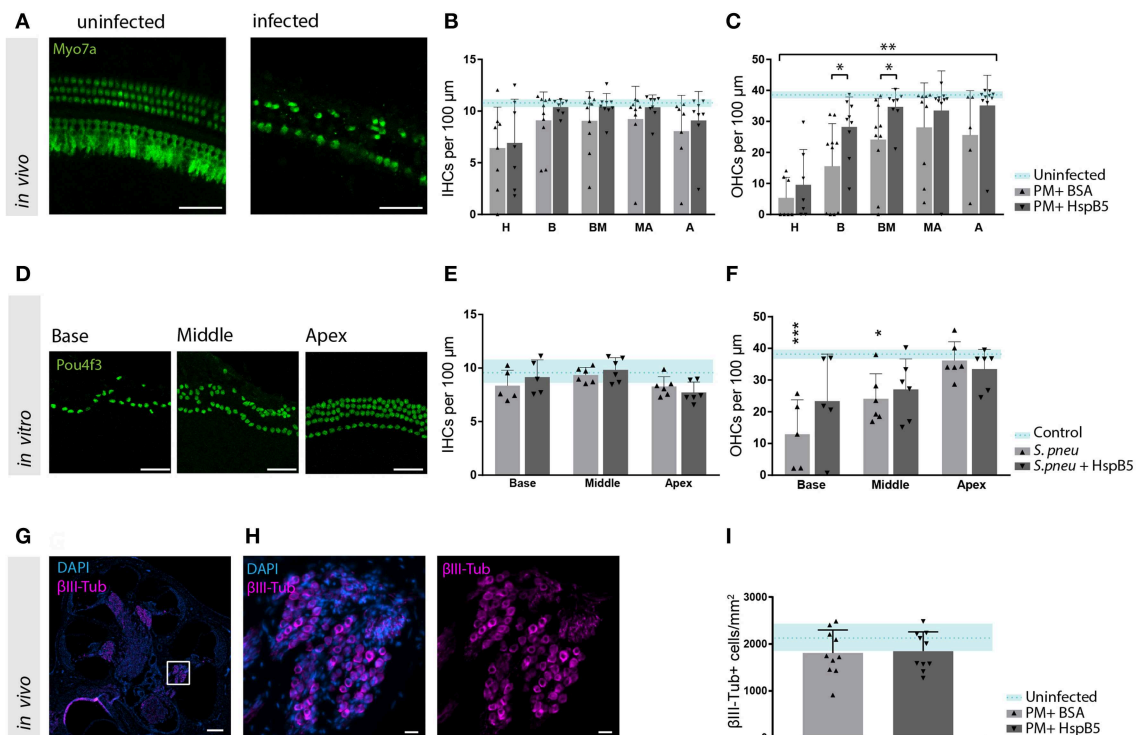 A
uninfected
infected
Myo7a
in vivo
B
IHCs per 100 µm
15
10
5
0
H B BM MA A
C
**
* *
OHCs per 100 µm
50
40
30
20
10
0
H B BM MA A
Uninfected
PM+ BSA
PM+ HspB5
D
Base Middle Apex
Pou4f3
in vitro
E
IHCs per 100 µm
15
10
5
0
Base Middle Apex
F
*** *
OHCs per 100 µm
50
40
30
20
10
0
Base Middle Apex
Control
S. pneu
S.pneu + HspB5
G
DAPI
βIII-Tub
in vivo
H
DAPI
βIII-Tub
βIII-Tub
I
βIII-Tub+ cells/mm²
3000
2000
1000
Uninfected
PM+ BSA
PM+ HspB5